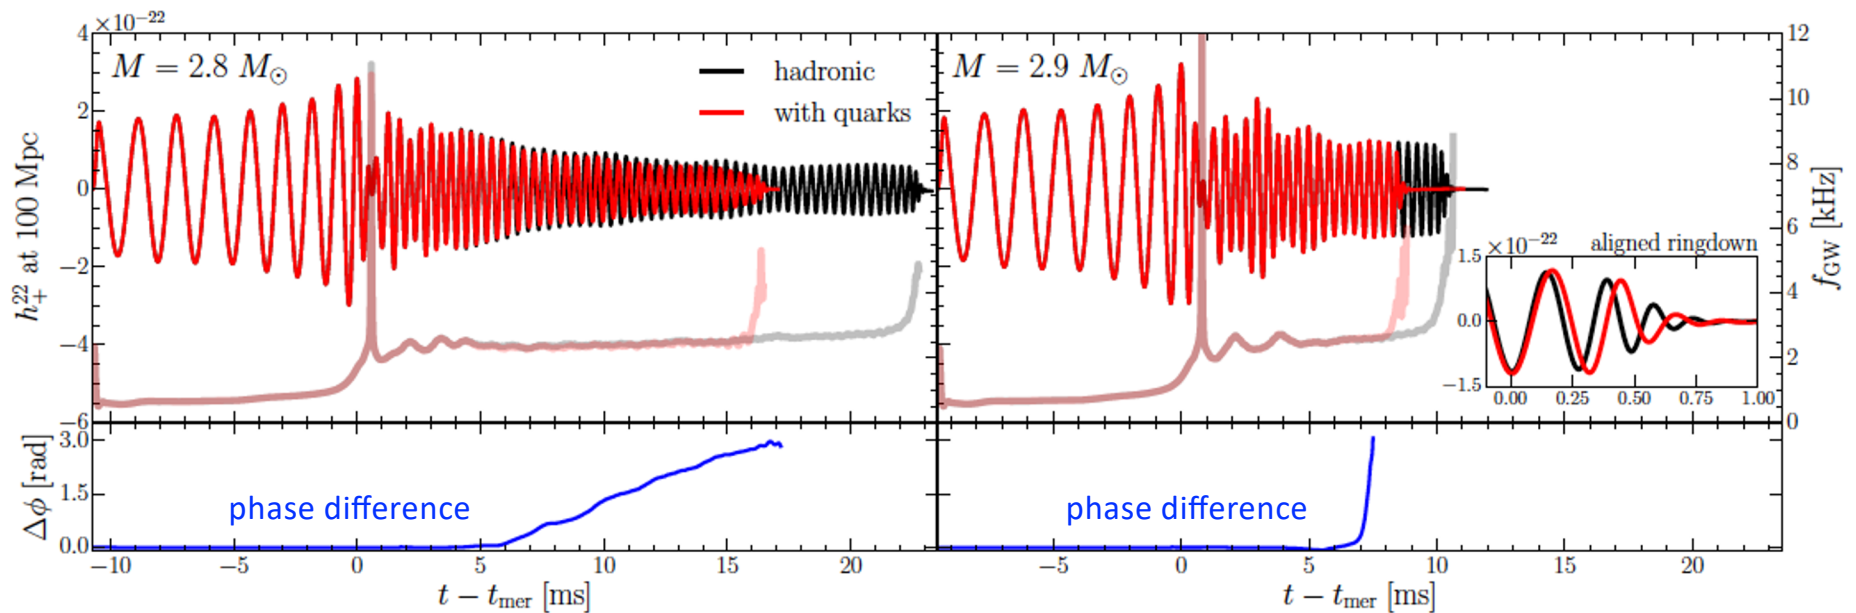 ×10⁻²²
M = 2.8 M☉
hadronic
with quarks
M = 2.9 M☉
4
2
0
−2
−4
−6
h₊²² at 100 Mpc
12
10
8
6
4
2
0
f_GW [kHz]
×10⁻²² aligned ringdown
1.5
0.0
−1.5
0.00 0.25 0.50 0.75 1.00
3.0
1.5
0.0
Δϕ [rad]
phase difference
phase difference
−10 −5 0 5 10 15 20
−5 0 5 10 15 20
t − t_mer [ms]
t − t_mer [ms]